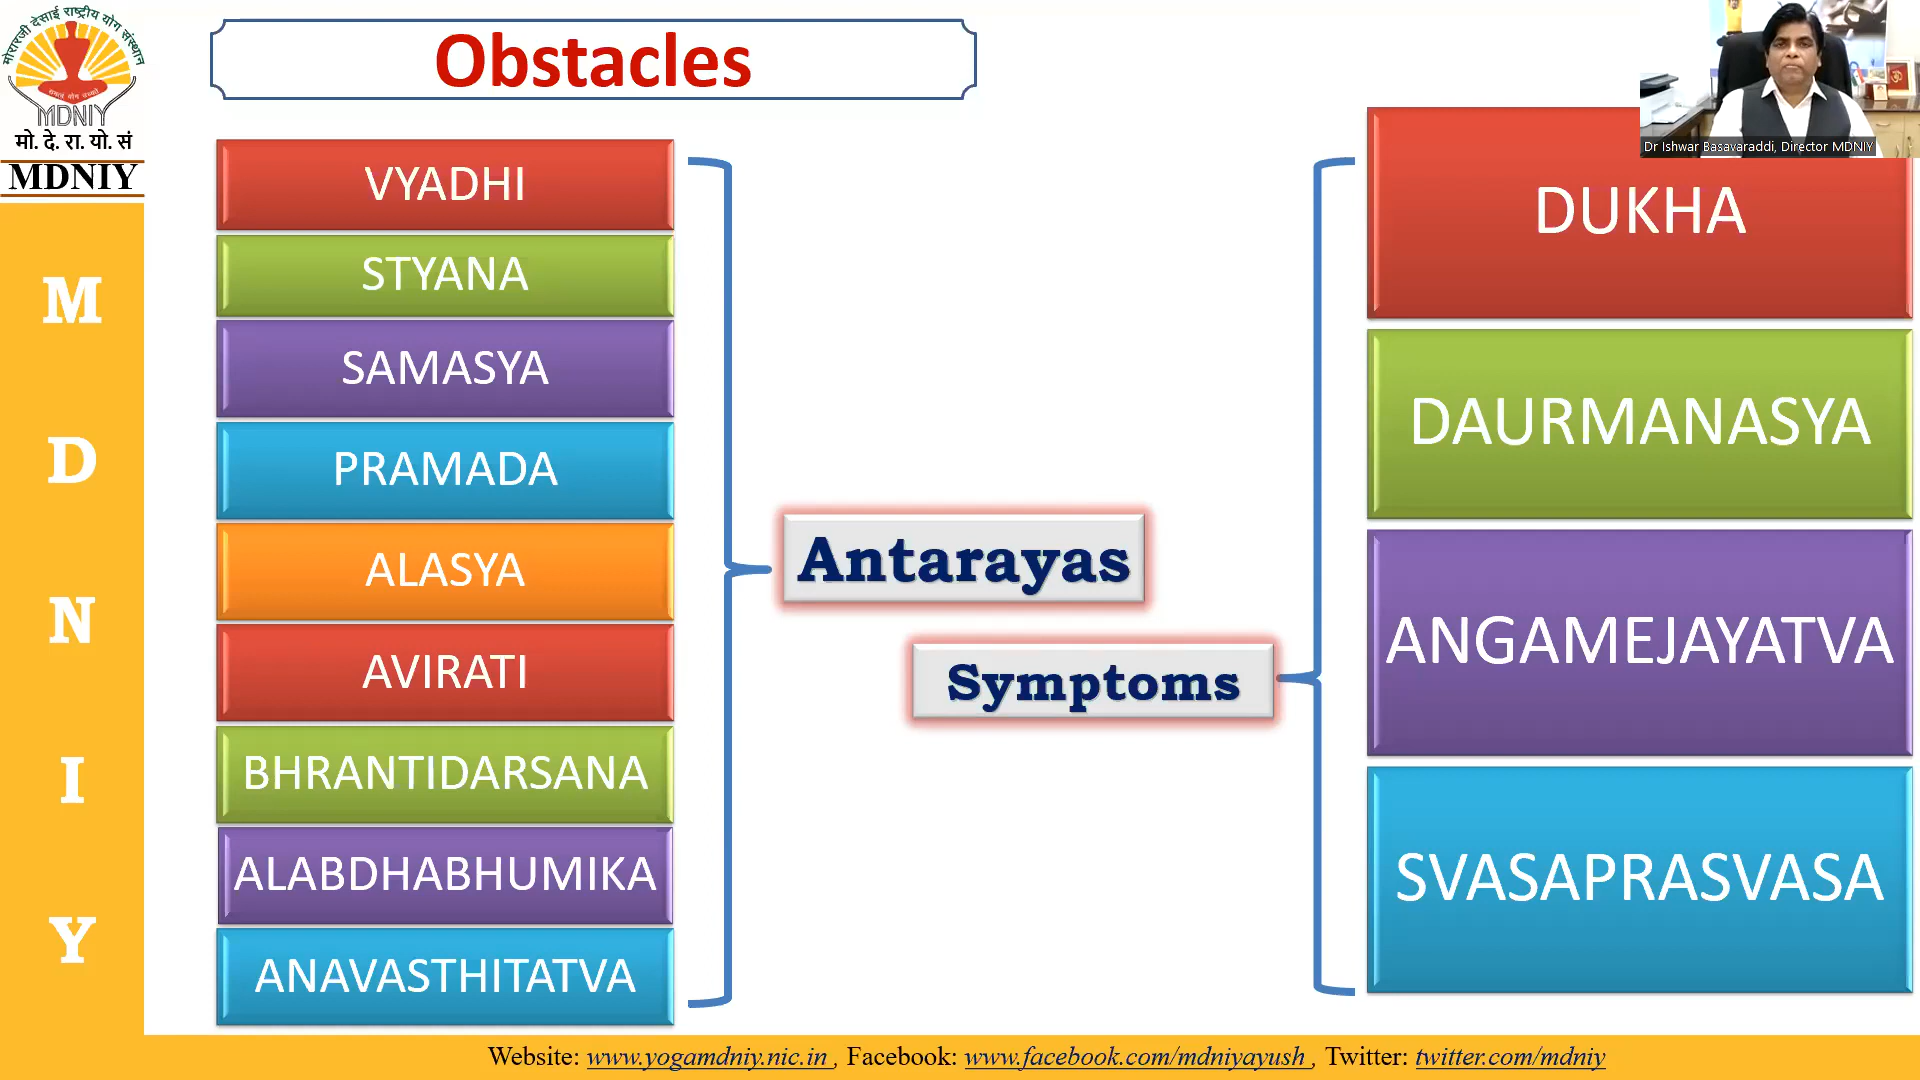 मोरारजी देसाई राष्ट्रीय योग संस्थान
MDNIY
मो. दे. रा. यो. सं
MDNIY
M
D
N
I
Y
Obstacles
VYADHI
STYANA
SAMASYA
PRAMADA
ALASYA
AVIRATI
BHRANTIDARSANA
ALABDHABHUMIKA
ANAVASTHITATVA
Antarayas
Symptoms
DUKHA
DAURMANASYA
ANGAMEJAYATVA
SVASAPRASVASA
Dr Ishwar Basavaraddi, Director MDNIY
Website: www.yogamdniy.nic.in , Facebook: www.facebook.com/mdniyayush , Twitter: twitter.com/mdniy